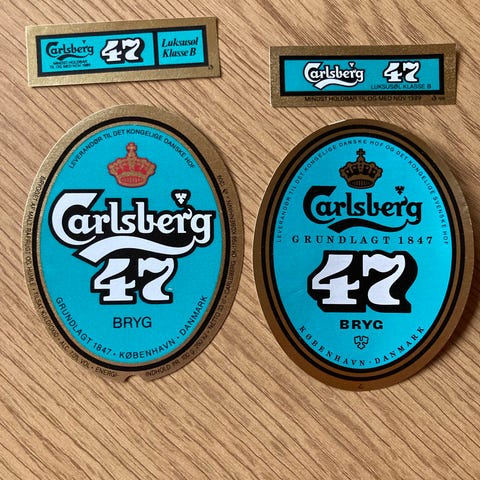 Carlsberg 47 Luksusøl
Klasse B
MINDST HOLDBAR
TIL OG MED NOV. 1989
Carlsberg 47
LUKSUSØL KLASSE B
MINDST HOLDBAR TIL OG MED NOV 1989
LEVERANDØR TIL DET KONGELIGE DANSKE HOF
Carlsberg
47
BRYG
GRUNDLAGT 1847 · KØBENHAVN · DANMARK
LEVERANDØR TIL DET KONGELIGE DANSKE HOF OG DET KONGELIGE SVENSKE HOF
Carlsberg
GRUNDLAGT 1847
47
BRYG
KØBENHAVN · DANMARK